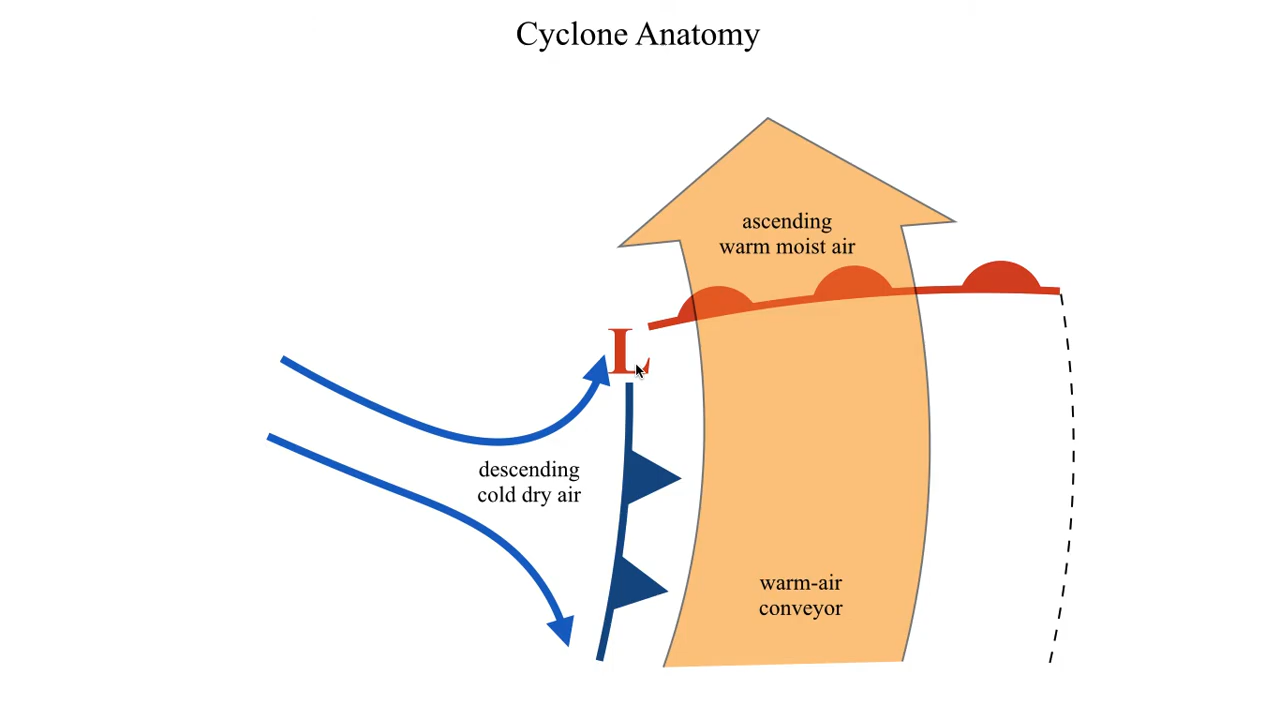 Cyclone Anatomy
ascending
warm moist air
L
descending
cold dry air
warm-air
conveyor